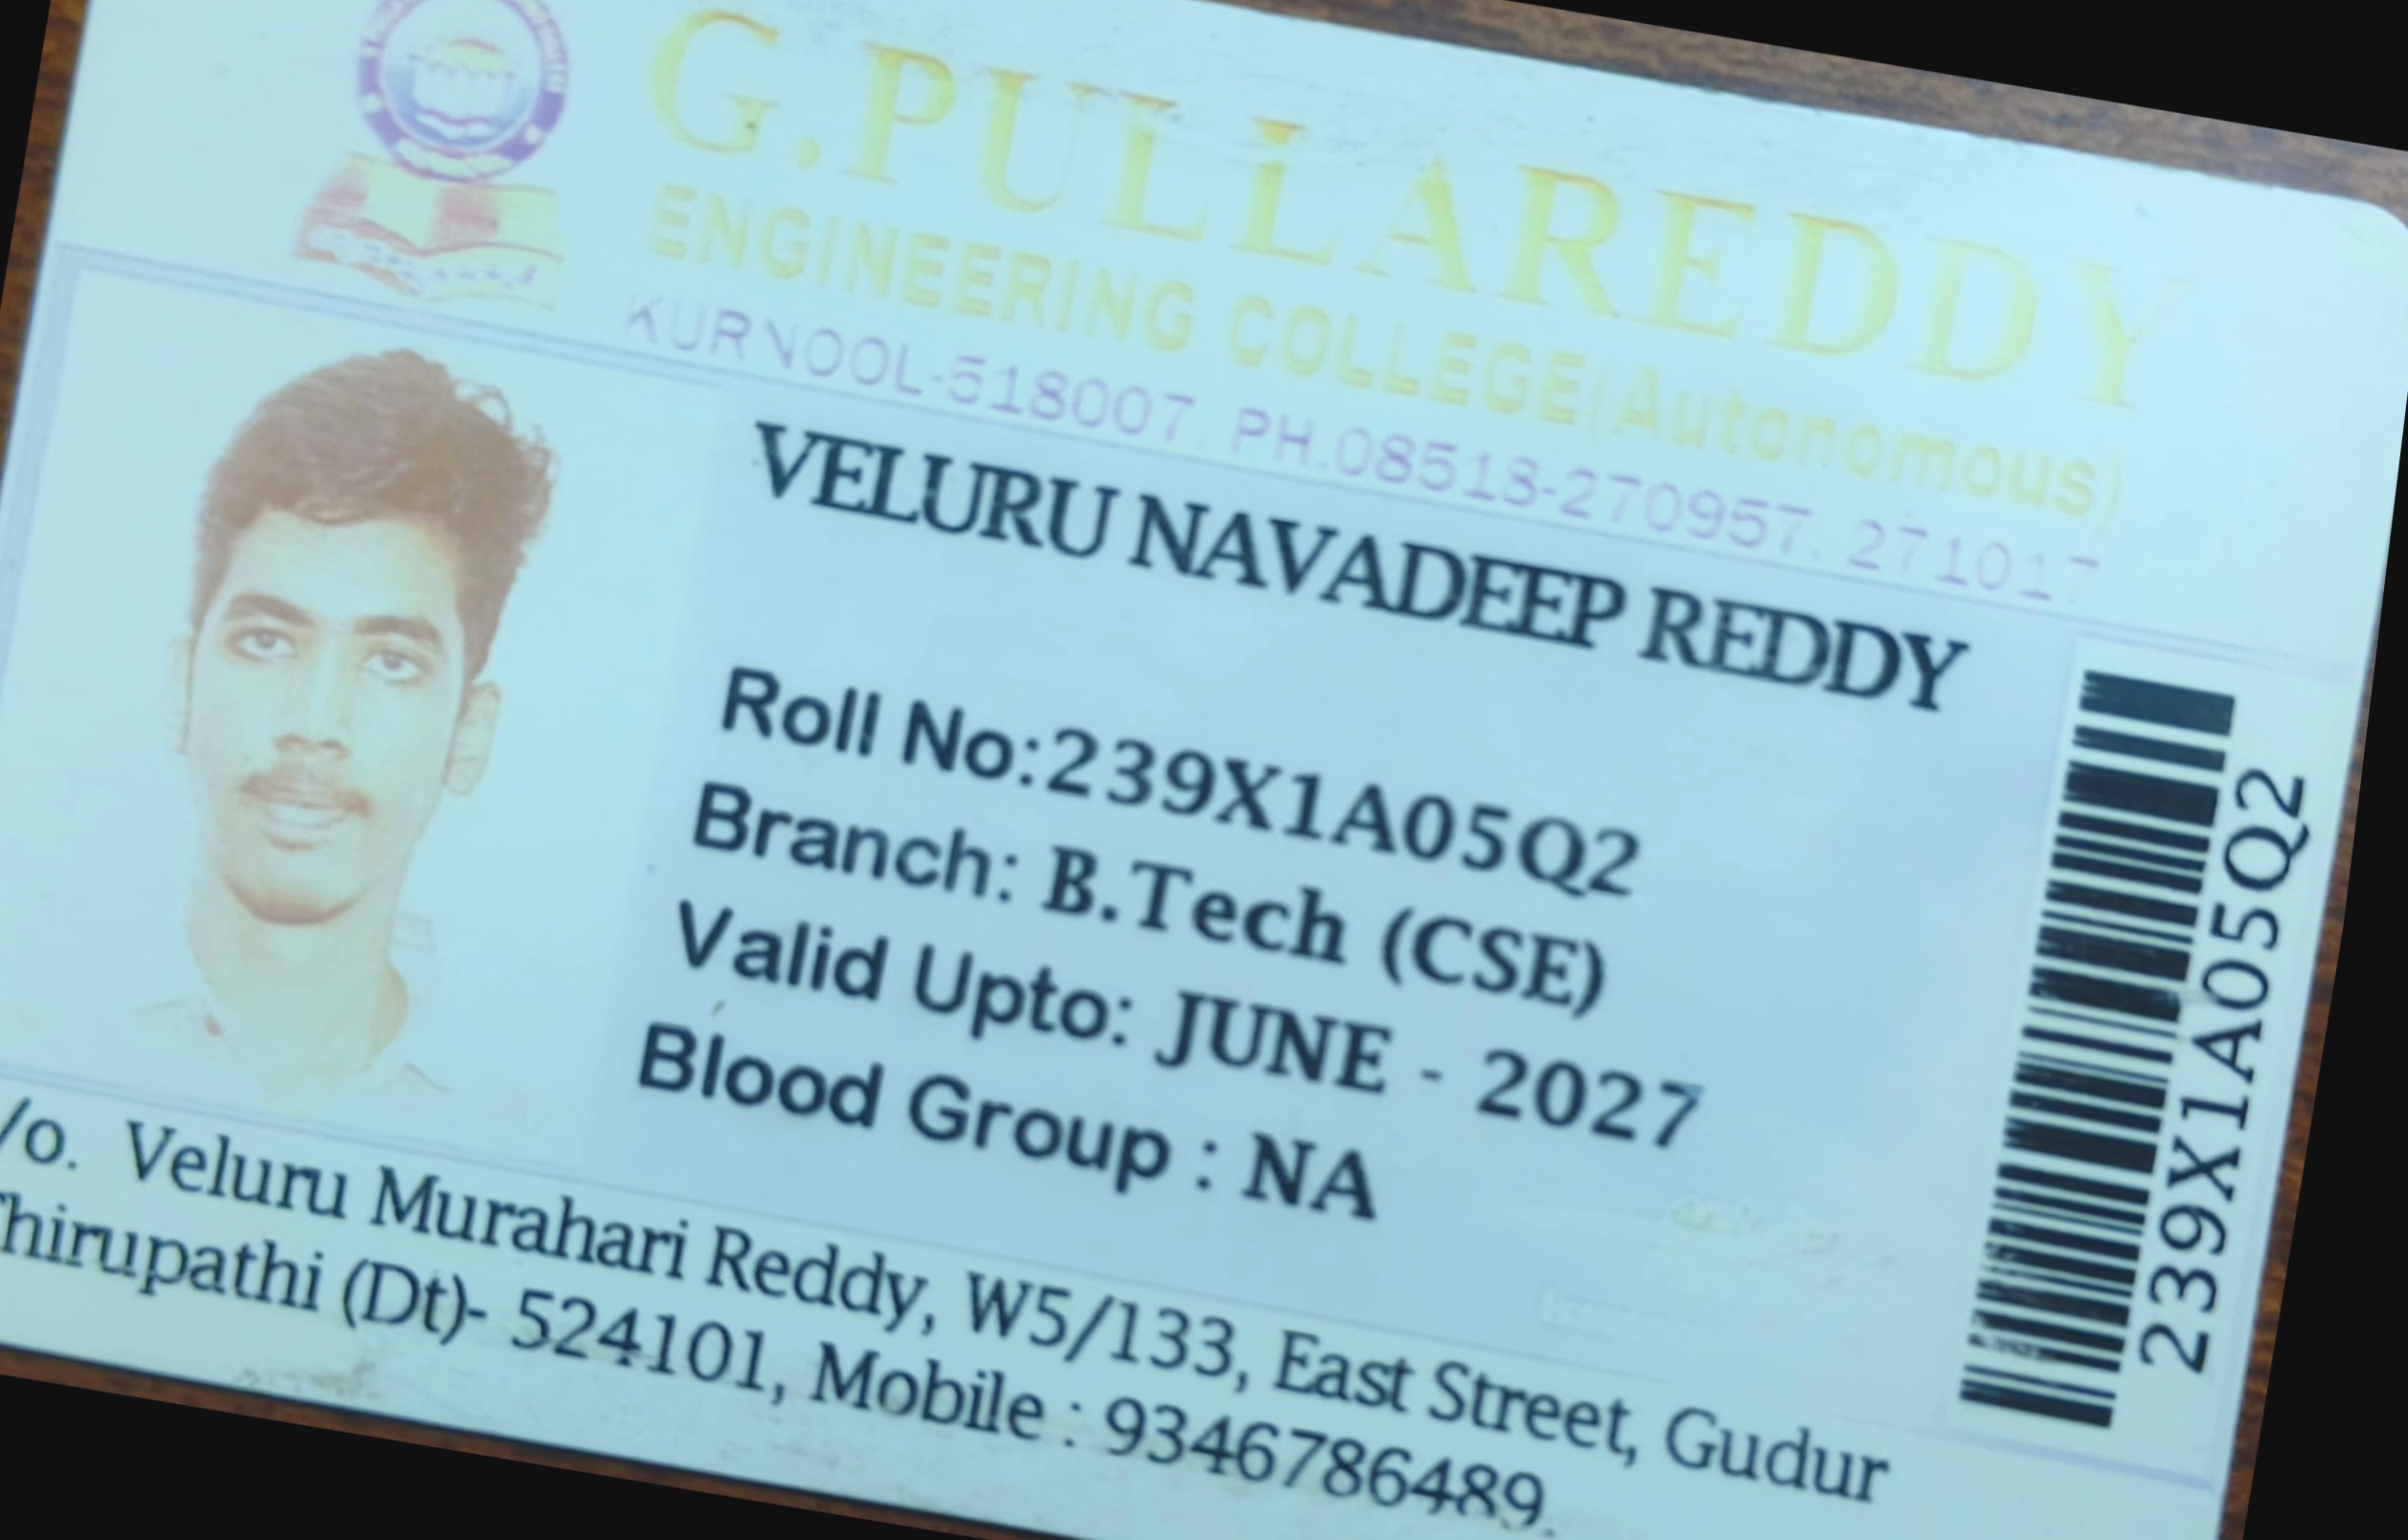 G.PULLAREDDY
ENGINEERING COLLEGE(Autonomous)
KURNOOL-518007. PH.08518-270957. 271017
VELURU NAVADEEP REDDY
Roll No:239X1A05Q2
Branch: B.Tech (CSE)
Valid Upto: JUNE - 2027
Blood Group : NA
/o. Veluru Murahari Reddy, W5/133, East Street, Gudur
Thirupathi (Dt)- 524101, Mobile : 9346786489.
239X1A05Q2